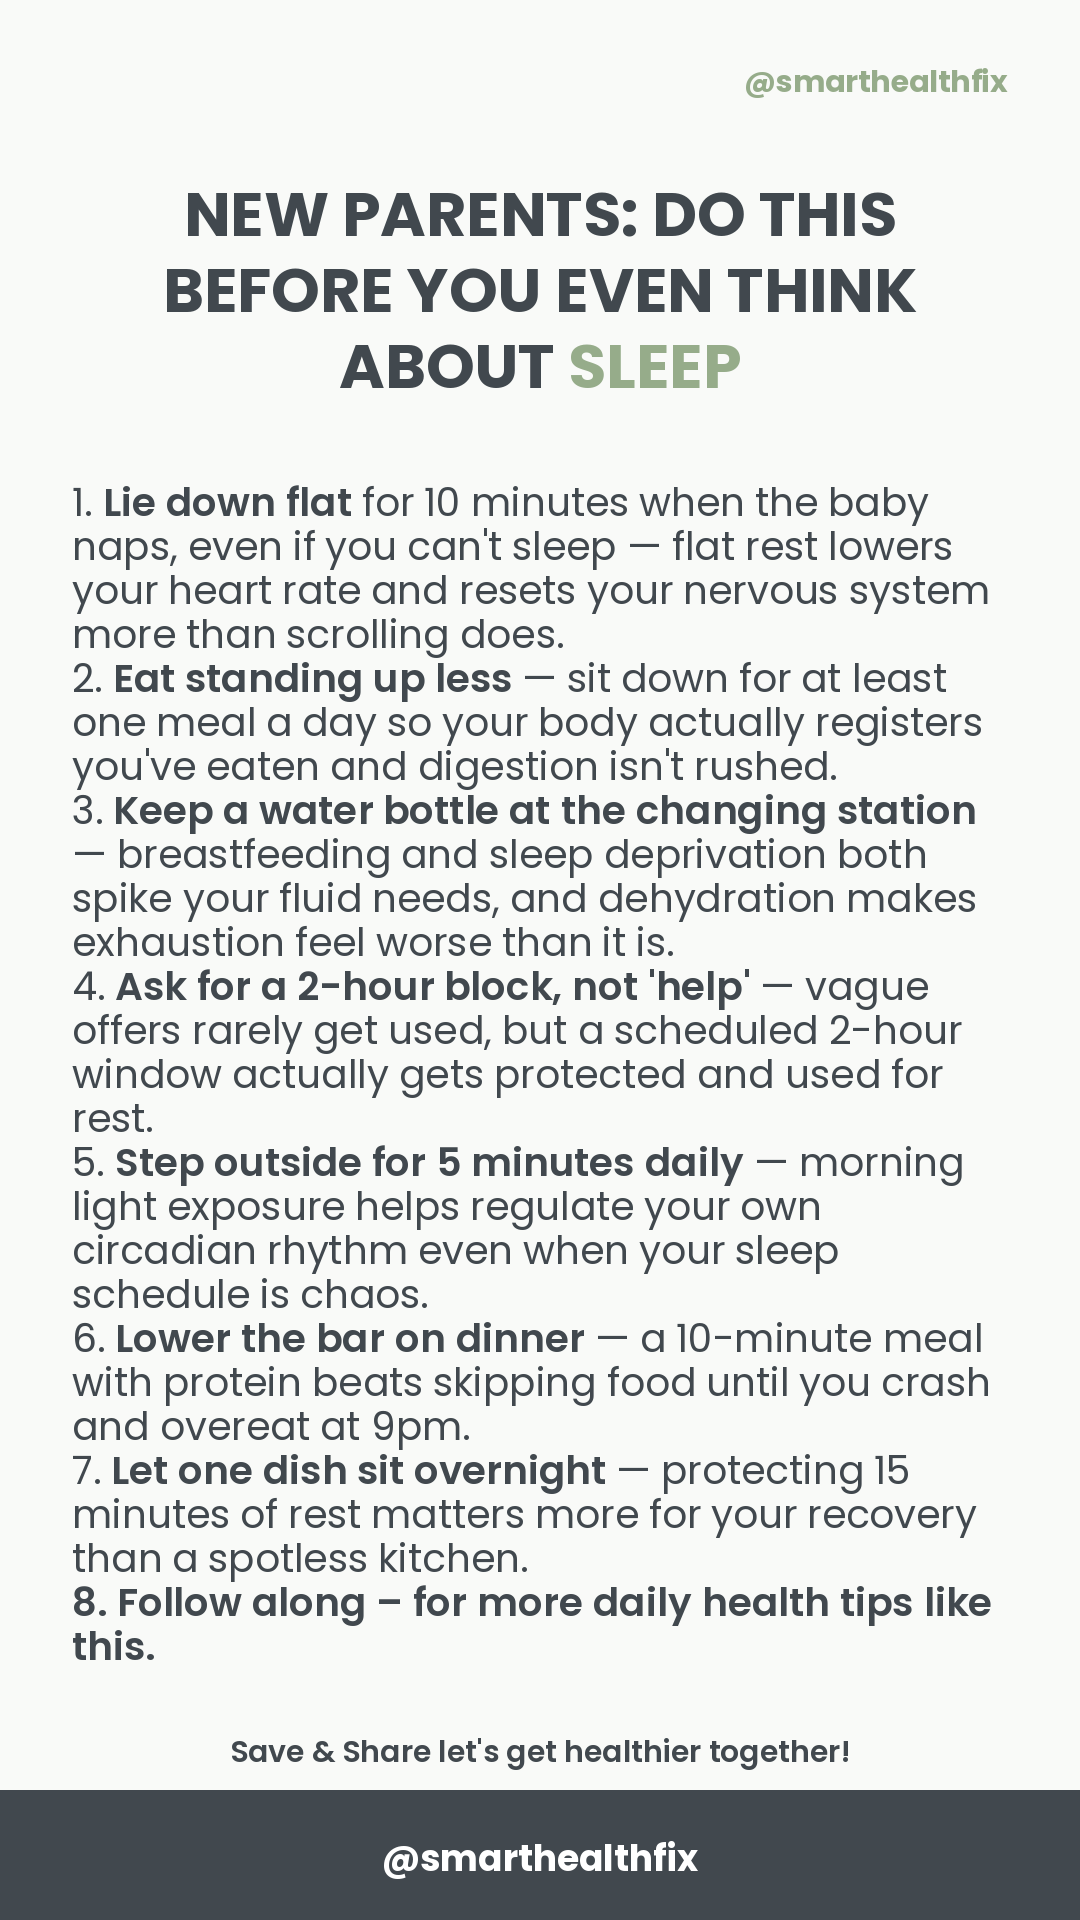 @smarthealthfix
NEW PARENTS: DO THIS
BEFORE YOU EVEN THINK
ABOUT SLEEP
1. Lie down flat for 10 minutes when the baby
naps, even if you can't sleep — flat rest lowers
your heart rate and resets your nervous system
more than scrolling does.
2. Eat standing up less — sit down for at least
one meal a day so your body actually registers
you've eaten and digestion isn't rushed.
3. Keep a water bottle at the changing station
— breastfeeding and sleep deprivation both
spike your fluid needs, and dehydration makes
exhaustion feel worse than it is.
4. Ask for a 2-hour block, not 'help' — vague
offers rarely get used, but a scheduled 2-hour
window actually gets protected and used for
rest.
5. Step outside for 5 minutes daily — morning
light exposure helps regulate your own
circadian rhythm even when your sleep
schedule is chaos.
6. Lower the bar on dinner — a 10-minute meal
with protein beats skipping food until you crash
and overeat at 9pm.
7. Let one dish sit overnight — protecting 15
minutes of rest matters more for your recovery
than a spotless kitchen.
8. Follow along – for more daily health tips like
this.
Save & Share let's get healthier together!
@smarthealthfix